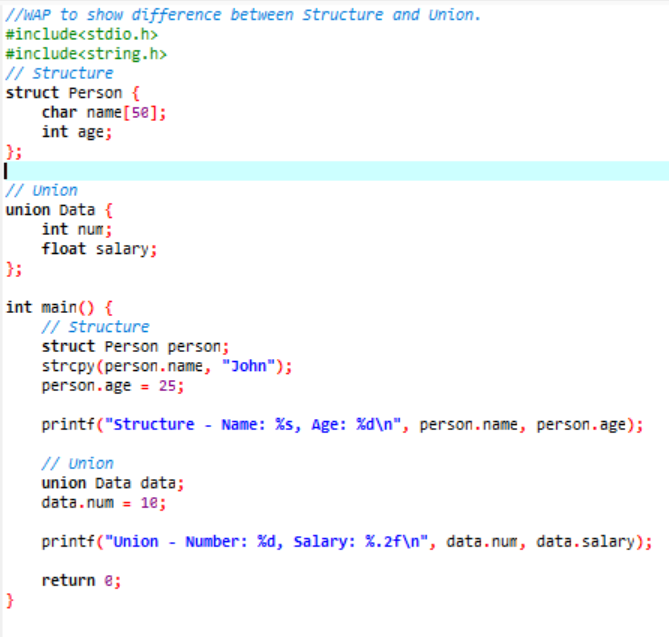 //WAP to show difference between Structure and Union.
#include<stdio.h>
#include<string.h>
// Structure
struct Person {
    char name[50];
    int age;
};
// Union
union Data {
    int num;
    float salary;
};
int main() {
    // Structure
    struct Person person;
    strcpy(person.name, "John");
    person.age = 25;
    printf("Structure - Name: %s, Age: %d\n", person.name, person.age);
    // Union
    union Data data;
    data.num = 10;
    printf("Union - Number: %d, Salary: %.2f\n", data.num, data.salary);
    return 0;
}